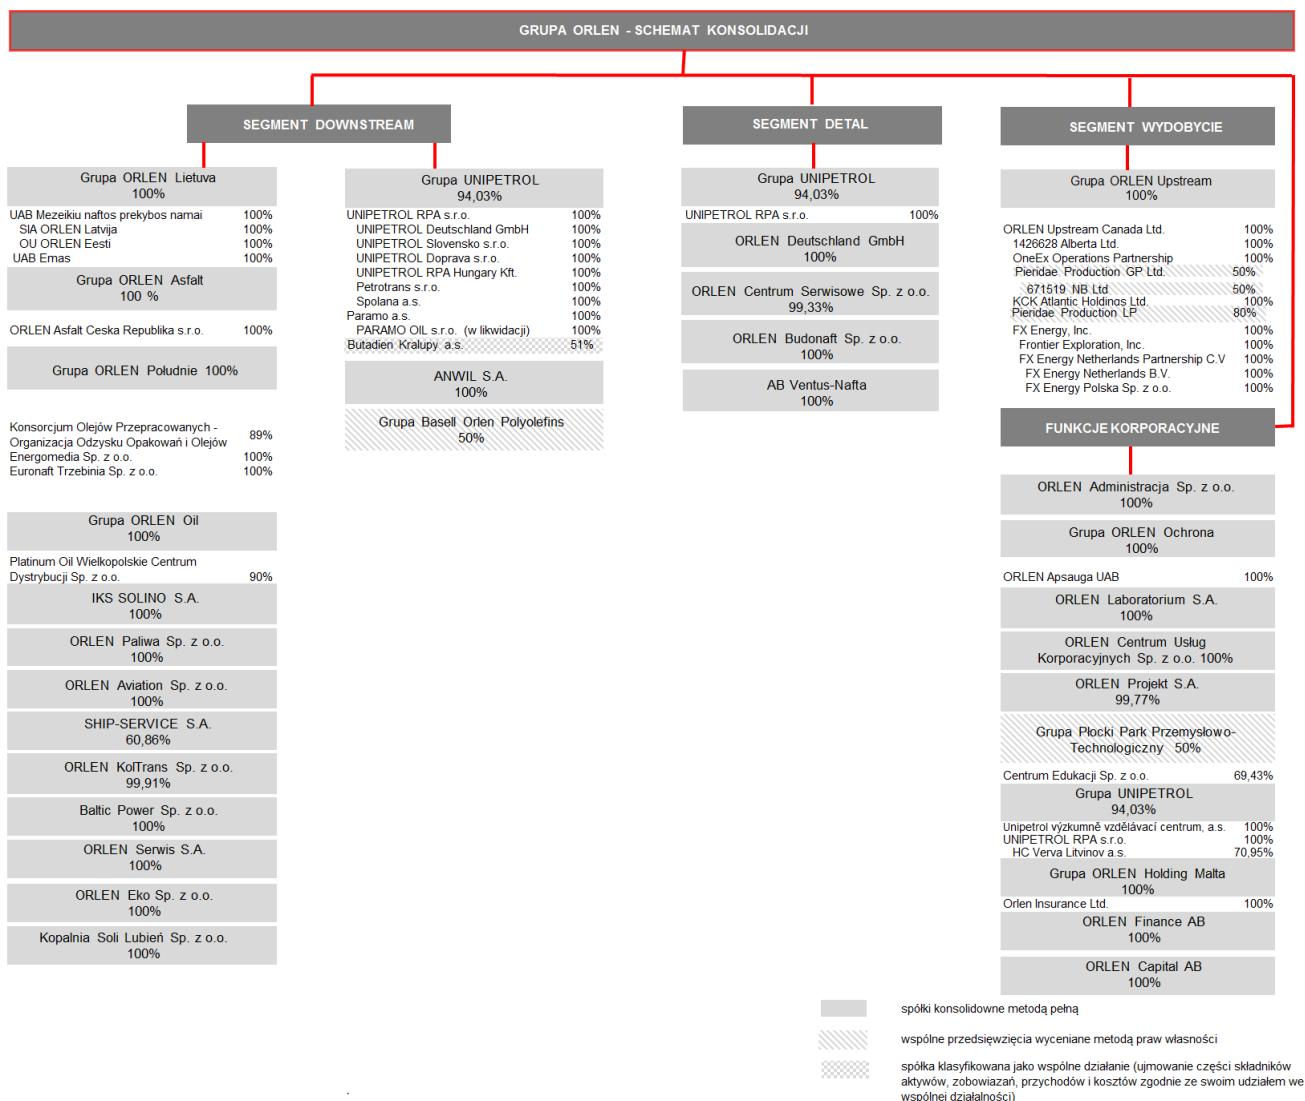 GRUPA ORLEN - SCHEMAT KONSOLIDACJI
SEGMENT DOWNSTREAM
Grupa ORLEN Lietuva
100%
UAB Mezeikiu naftos prekybos namai 100%
SIA ORLEN Latvija 100%
OU ORLEN Eesti 100%
UAB Emas 100%
Grupa ORLEN Asfalt
100 %
ORLEN Asfalt Ceska Republika s.r.o. 100%
Grupa ORLEN Południe 100%
Konsorcjum Olejów Przepracowanych -
Organizacja Odzysku Opakowań i Olejów 89%
Energomedia Sp. z o.o. 100%
Euronaft Trzebinia Sp. z o.o. 100%
Grupa ORLEN Oil
100%
Platinum Oil Wielkopolskie Centrum
Dystrybucji Sp. z o.o. 90%
IKS SOLINO S.A.
100%
ORLEN Paliwa Sp. z o.o.
100%
ORLEN Aviation Sp. z o.o.
100%
SHIP-SERVICE S.A.
60,86%
ORLEN KolTrans Sp. z o.o.
99,91%
Baltic Power Sp. z o.o.
100%
ORLEN Serwis S.A.
100%
ORLEN Eko Sp. z o.o.
100%
Kopalnia Soli Lubień Sp. z o.o.
100%
Grupa UNIPETROL
94,03%
UNIPETROL RPA s.r.o. 100%
UNIPETROL Deutschland GmbH 100%
UNIPETROL Slovensko s.r.o. 100%
UNIPETROL Doprava s.r.o. 100%
UNIPETROL RPA Hungary Kft. 100%
Petrotrans s.r.o. 100%
Spolana a.s. 100%
Paramo a.s. 100%
PARAMO OIL s.r.o. (w likwidacji) 100%
Butadien Kralupy a.s. 51%
ANWIL S.A.
100%
Grupa Basell Orlen Polyolefins
50%
SEGMENT DETAL
Grupa UNIPETROL
94,03%
UNIPETROL RPA s.r.o. 100%
ORLEN Deutschland GmbH
100%
ORLEN Centrum Serwisowe Sp. z o.o.
99,33%
ORLEN Budonaft Sp. z o.o.
100%
AB Ventus-Nafta
100%
SEGMENT WYDOBYCIE
Grupa ORLEN Upstream
100%
ORLEN Upstream Canada Ltd. 100%
1426628 Alberta Ltd. 100%
OneEx Operations Partnership 100%
Pieridae Production GP Ltd. 50%
671519 NB Ltd 50%
KCK Atlantic Holdings Ltd. 100%
Pieridae Production LP 80%
FX Energy, Inc. 100%
Frontier Exploration, Inc. 100%
FX Energy Netherlands Partnership C.V 100%
FX Energy Netherlands B.V. 100%
FX Energy Polska Sp. z o.o. 100%
FUNKCJE KORPORACYJNE
ORLEN Administracja Sp. z o.o.
100%
Grupa ORLEN Ochrona
100%
ORLEN Apsauga UAB 100%
ORLEN Laboratorium S.A.
100%
ORLEN Centrum Usług
Korporacyjnych Sp. z o.o. 100%
ORLEN Projekt S.A.
99,77%
Grupa Płocki Park Przemysłowo-
Technologiczny 50%
Centrum Edukacji Sp. z o.o. 69,43%
Grupa UNIPETROL
94,03%
Unipetrol výzkumně vzdělávací centrum, a.s. 100%
UNIPETROL RPA s.r.o. 100%
HC Verva Litvinov a.s. 70,95%
Grupa ORLEN Holding Malta
100%
Orlen Insurance Ltd. 100%
ORLEN Finance AB
100%
ORLEN Capital AB
100%
spółki konsolidowne metodą pełną
wspólne przedsięwzięcia wyceniane metodą praw własności
spółka klasyfikowana jako wspólne działanie (ujmowanie części składników
aktywów, zobowiazań, przychodów i kosztów zgodnie ze swoim udziałem we
wspólnej działalności)